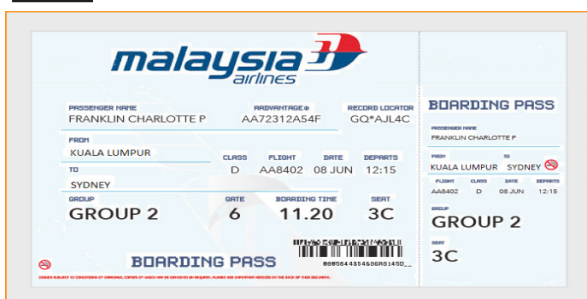 malaysia
airlines
PASSENGER NAME AADVANTAGE® RECORD LOCATOR
FRANKLIN CHARLOTTE P AA72312A54F GQ*AJL4C
FROM
KUALA LUMPUR
CLASS FLIGHT DATE DEPARTS
TO
D AA8402 08 JUN 12:15
SYDNEY
GROUP GATE BOARDING TIME SEAT
GROUP 2 6 11.20 3C
BOARDING PASS
BOARDING PASS
PASSENGER NAME
FRANKLIN CHARLOTTE P
FROM TO
KUALA LUMPUR SYDNEY
FLIGHT CLASS DATE DEPARTS
AA8402 D 08 JUN 12:15
GROUP
GROUP 2
SEAT
3C